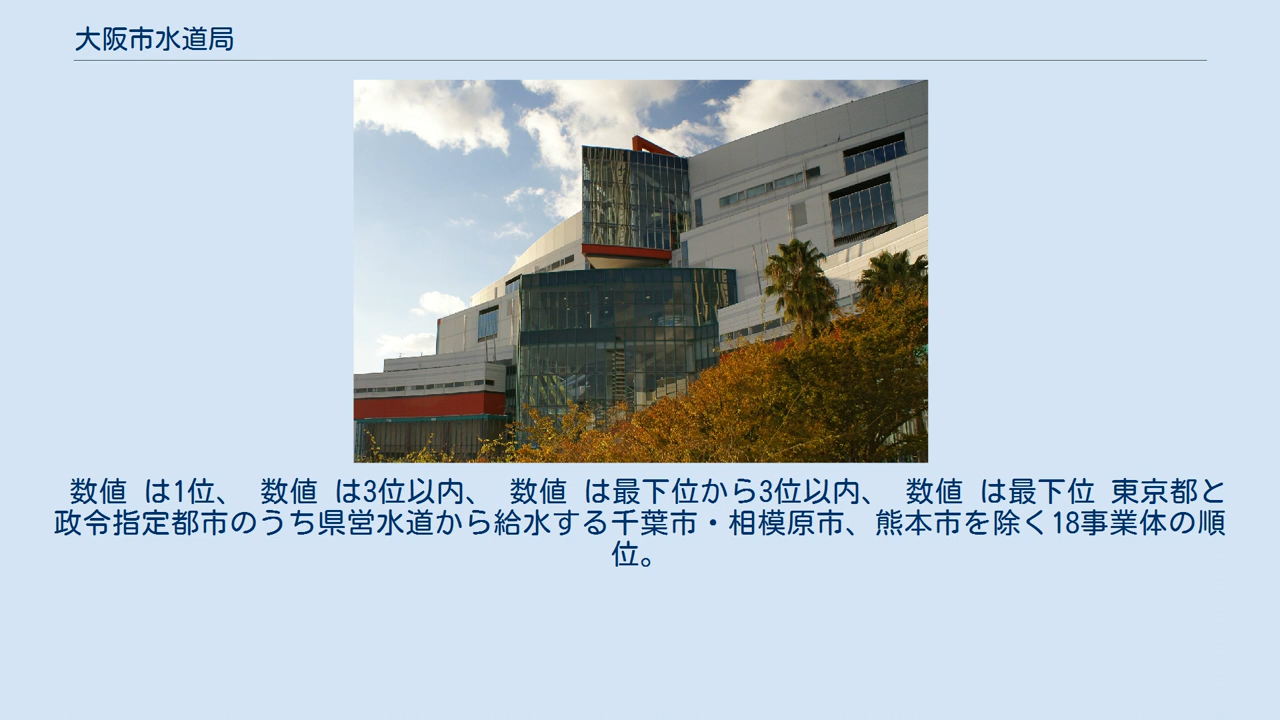 大阪市水道局
数値 は1位、 数値 は3位以内、 数値 は最下位から3位以内、 数値 は最下位 東京都と
政令指定都市のうち県営水道から給水する千葉市・相模原市、熊本市を除く18事業体の順
位。